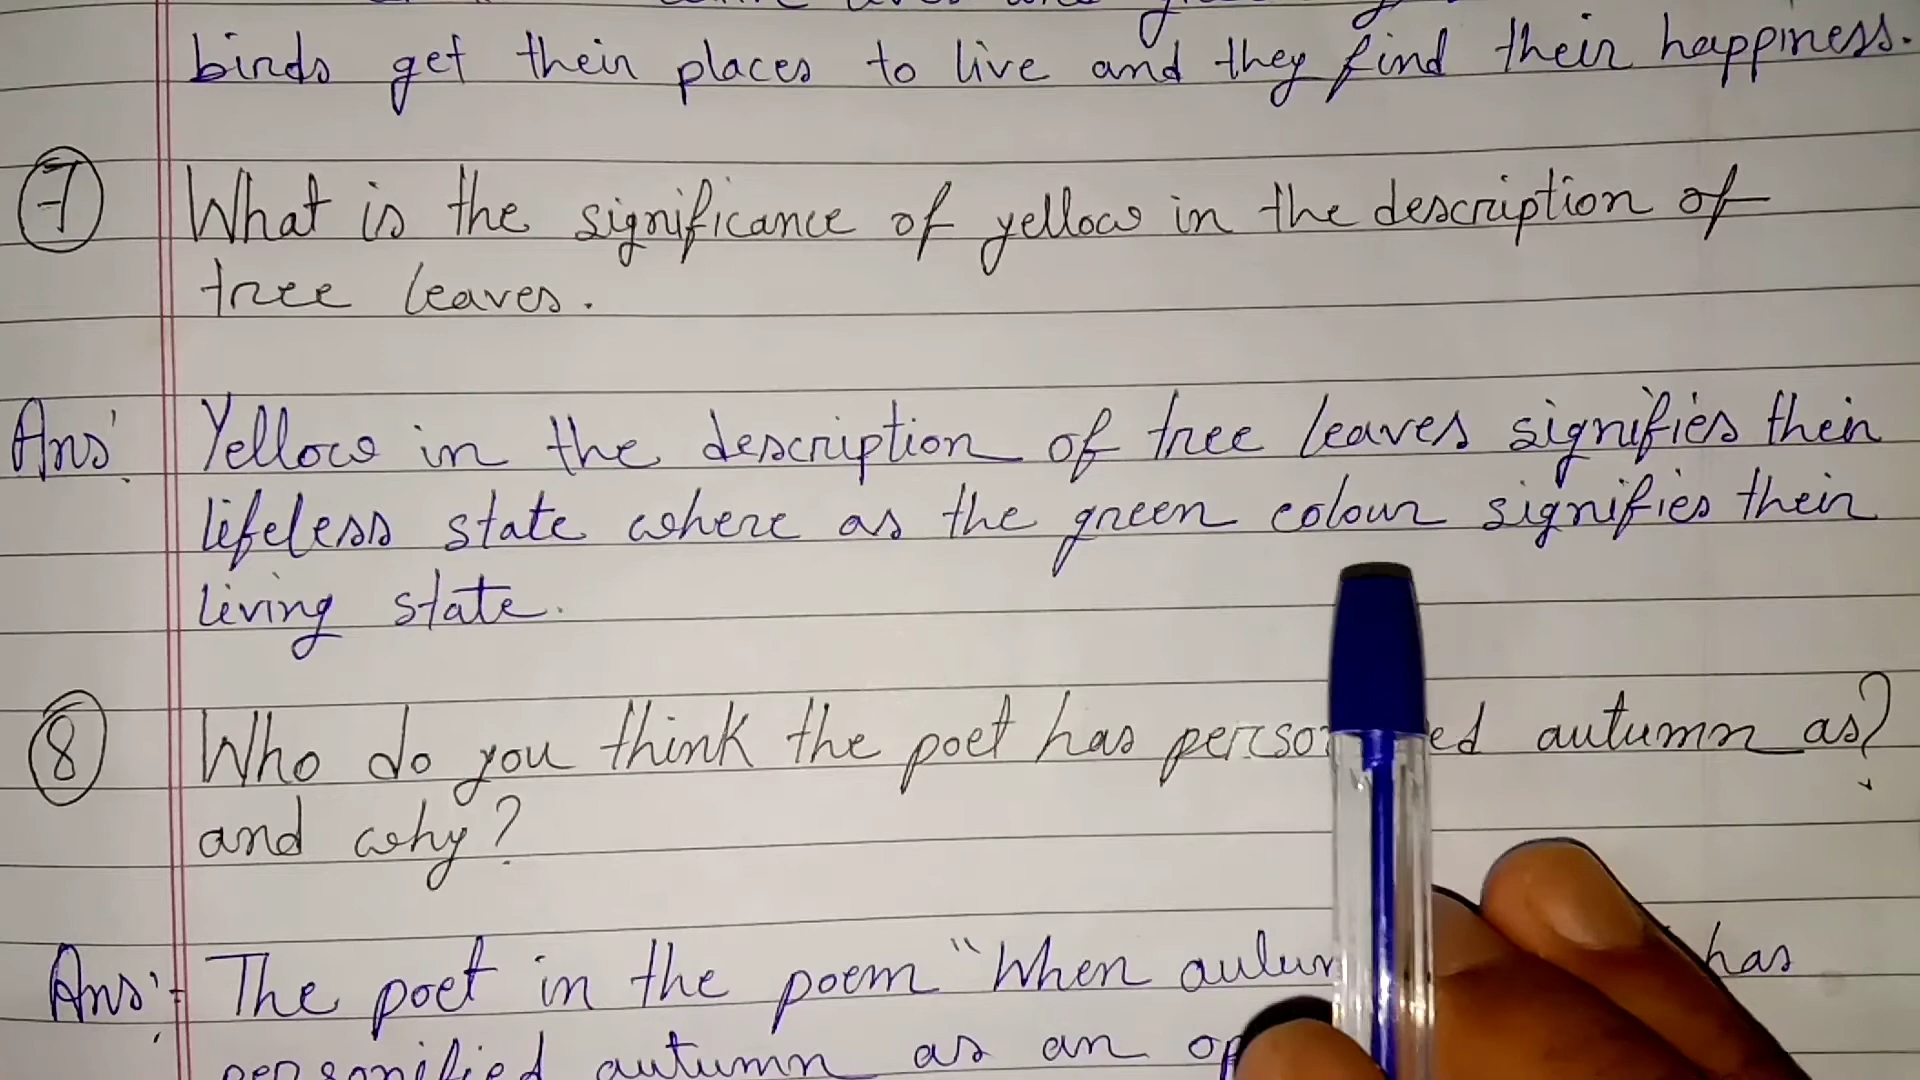 birds get their places to live and they find their happiness.
7 What is the significance of yellow in the description of
tree leaves.
Ans: Yellow in the description of tree leaves signifies their
lifeless state where as the green colour signifies their
living state.
8 Who do you think the poet has autumn as?
and why?
Ans:- The poet in the poem "When has
personified autumn as an